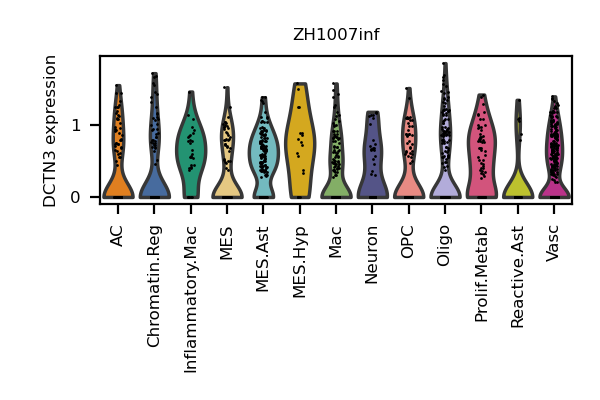 ZH1007inf
DCTN3 expression
1
0
AC
Chromatin.Reg
Inflammatory.Mac
MES
MES.Ast
MES.Hyp
Mac
Neuron
OPC
Oligo
Prolif.Metab
Reactive.Ast
Vasc